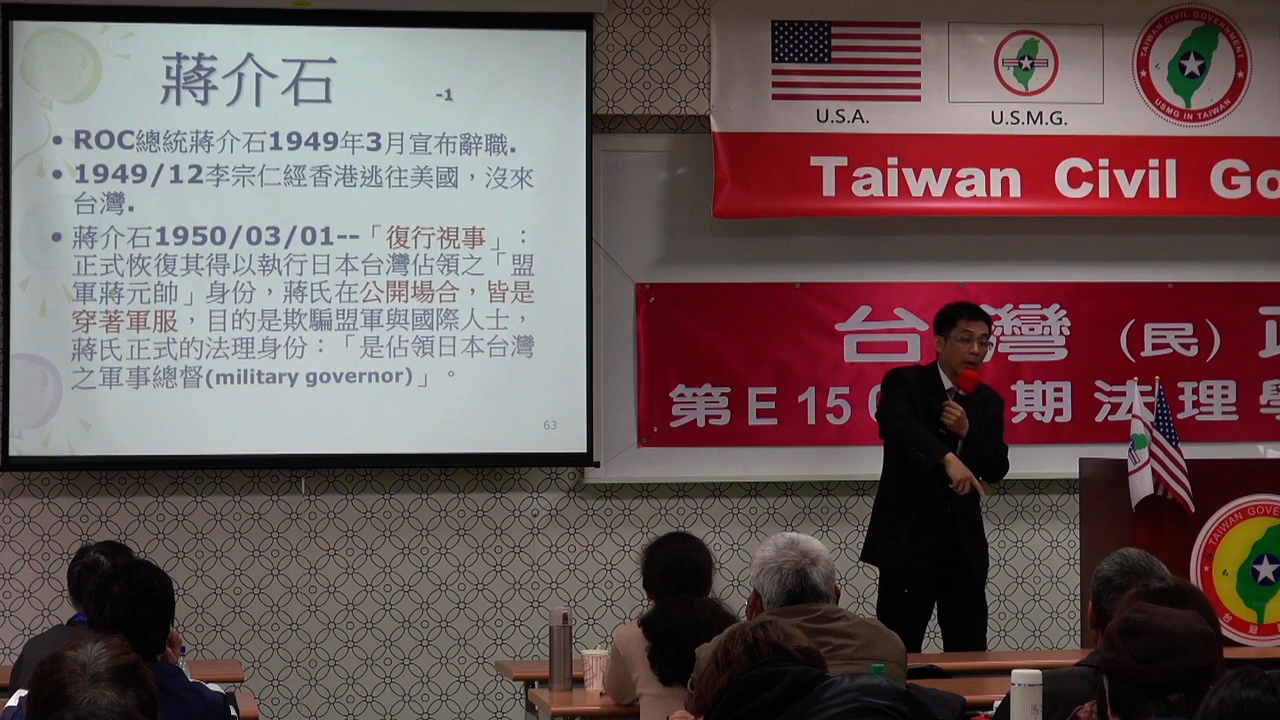 蔣介石 -1
• ROC總統蔣介石1949年3月宣布辭職.
• 1949/12李宗仁經香港逃往美國，沒來
台灣.
• 蔣介石1950/03/01--「復行視事」：
正式恢復其得以執行日本台灣佔領之「盟
軍蔣元帥」身份，蔣氏在公開場合，皆是
穿著軍服，目的是欺騙盟軍與國際人士，
蔣氏正式的法理身份：「是佔領日本台灣
之軍事總督(military governor)」。
63
U.S.A.
U.S.M.G.
TAIWAN CIVIL GOVERNMENT
USMG IN TAIWAN
Taiwan Civil Go
台灣（民）政
第E15 期法理學
TAIWAN GOVE
台灣